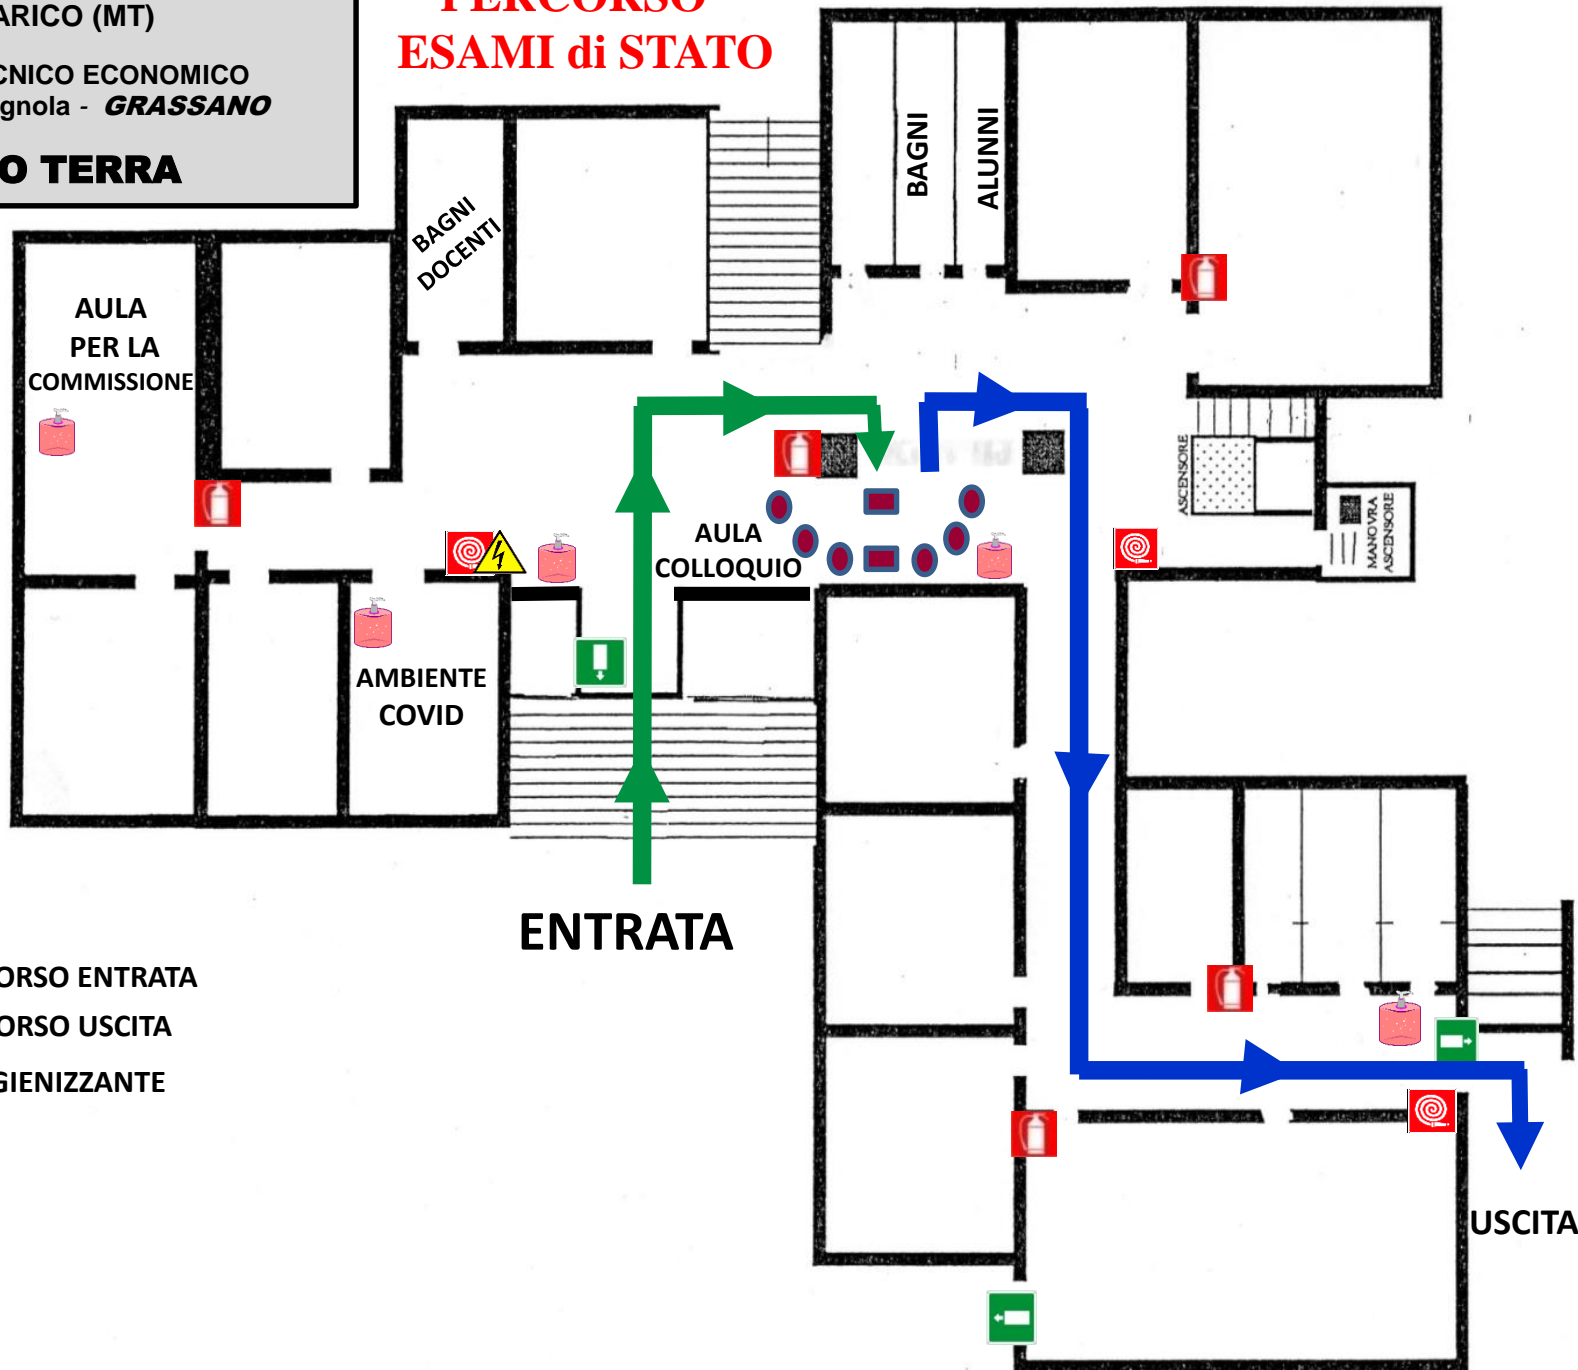 ARICO (MT)
CNICO ECONOMICO
gnola - GRASSANO
O TERRA
PERCORSO
ESAMI di STATO
BAGNI
ALUNNI
BAGNI
DOCENTI
AULA
PER LA
COMMISSIONE
ASCENSORE
MANOVRA
ASCENSORE
AULA
COLLOQUIO
AMBIENTE
COVID
ENTRATA
ORSO ENTRATA
ORSO USCITA
GIENIZZANTE
USCITA